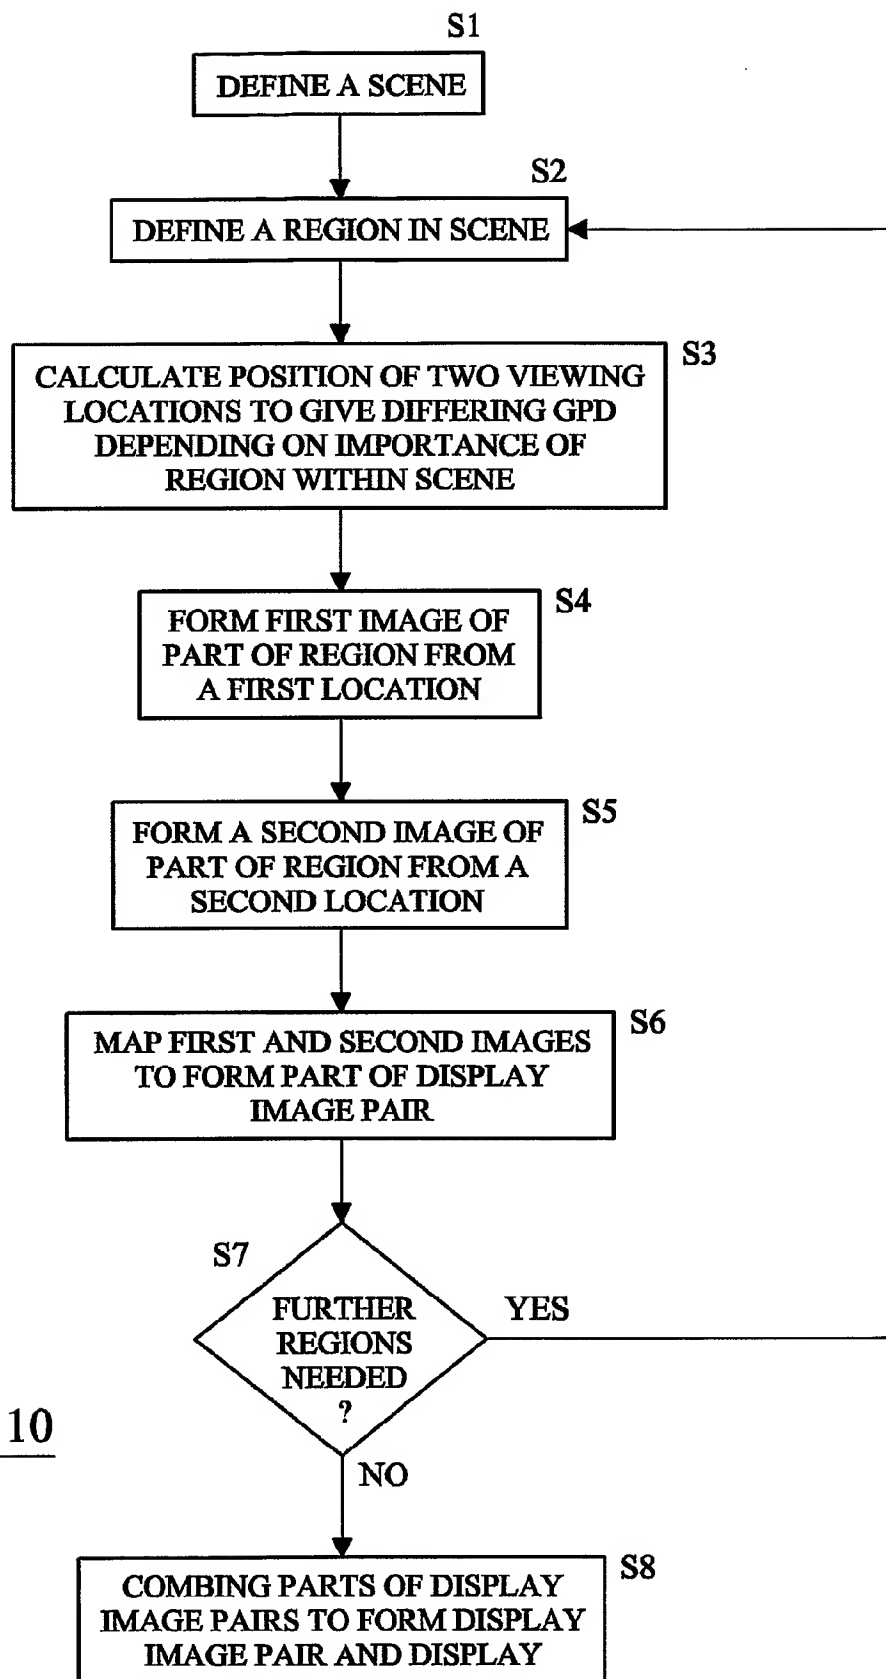 S1
DEFINE A SCENE
S2
DEFINE A REGION IN SCENE
S3
CALCULATE POSITION OF TWO VIEWING
LOCATIONS TO GIVE DIFFERING GPD
DEPENDING ON IMPORTANCE OF
REGION WITHIN SCENE
S4
FORM FIRST IMAGE OF
PART OF REGION FROM
A FIRST LOCATION
S5
FORM A SECOND IMAGE OF
PART OF REGION FROM A
SECOND LOCATION
S6
MAP FIRST AND SECOND IMAGES
TO FORM PART OF DISPLAY
IMAGE PAIR
S7
FURTHER
REGIONS
NEEDED
?
YES
10
NO
S8
COMBING PARTS OF DISPLAY
IMAGE PAIRS TO FORM DISPLAY
IMAGE PAIR AND DISPLAY